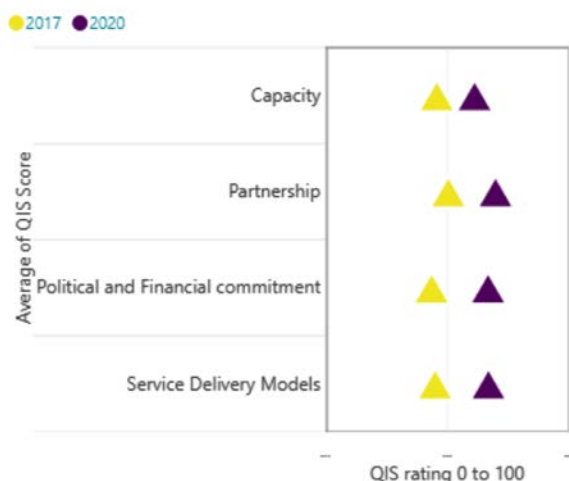 2017 2020
Average of QIS Score
Capacity
Partnership
Political and Financial commitment
Service Delivery Models
... ... ...
QIS rating 0 to 100